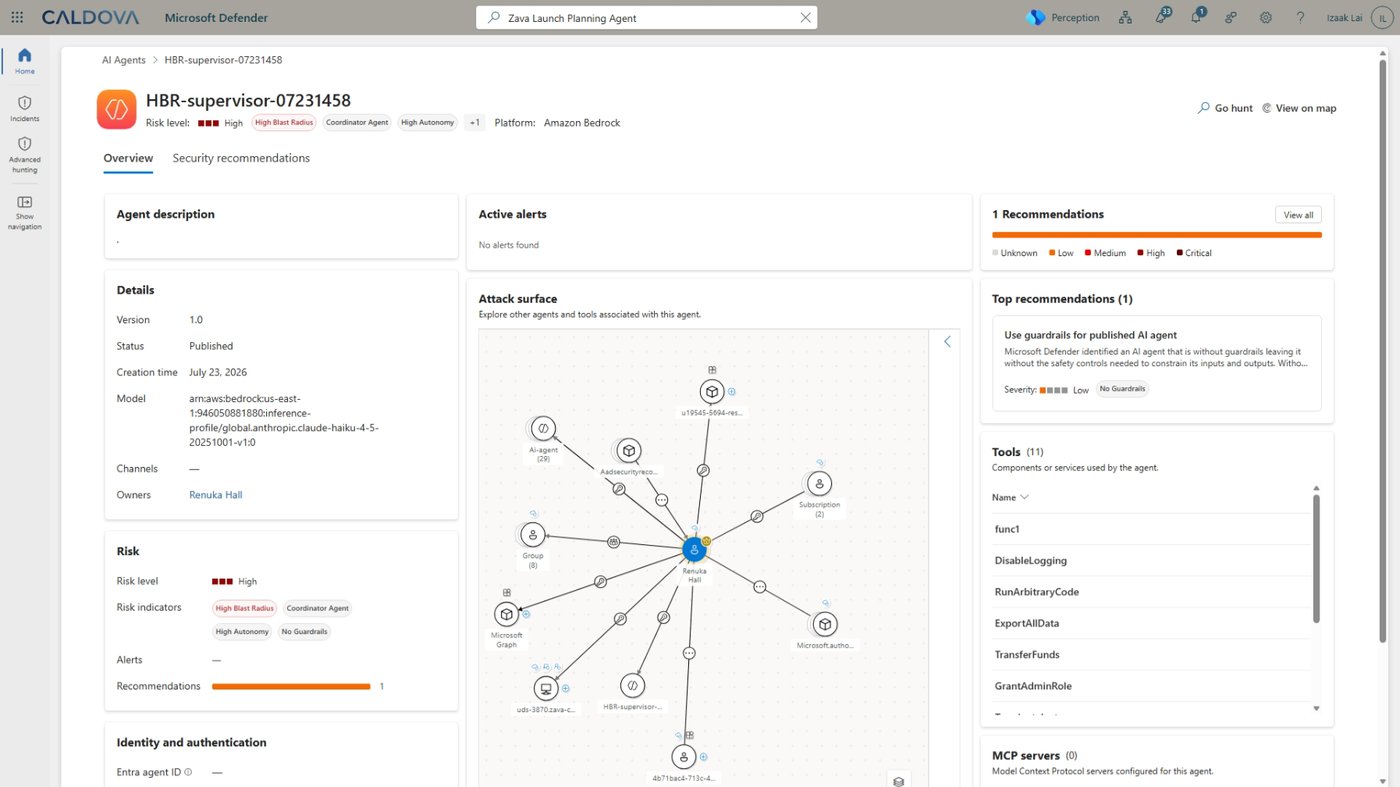 CALDOVA
Microsoft Defender
Zava Launch Planning Agent
Perception
33
1
Izaak Lai
IL
Home
Incidents
Advanced
hunting
Show
navigation
AI Agents > HBR-supervisor-07231458
HBR-supervisor-07231458
Risk level: High
High Blast Radius
Coordinator Agent
High Autonomy
+1
Platform: Amazon Bedrock
Go hunt
View on map
Overview
Security recommendations
Agent description
.
Details
Version 1.0
Status Published
Creation time July 23, 2026
Model arn:aws:bedrock:us-east-
1:946050881880:inference-
profile/global.anthropic.claude-haiku-4-5-
20251001-v1:0
Channels —
Owners Renuka Hall
Risk
Risk level High
Risk indicators High Blast Radius Coordinator Agent
High Autonomy No Guardrails
Alerts —
Recommendations 1
Identity and authentication
Entra agent ID —
Active alerts
No alerts found
Attack surface
Explore other agents and tools associated with this agent.
u19545-5694-res...
Ai-agent
(29)
Aadsecurityreco...
Subscription
(2)
Group
(8)
Renuka
Hall
Microsoft
Graph
Microsoft.autho...
uds-3870.zava-c...
HBR-supervisor-...
4b71bac4-713c-4...
1 Recommendations
View all
Unknown Low Medium High Critical
Top recommendations (1)
Use guardrails for published AI agent
Microsoft Defender identified an AI agent that is without guardrails leaving it
without the safety controls needed to constrain its inputs and outputs. Witho...
Severity: Low No Guardrails
Tools (11)
Components or services used by the agent.
Name
func1
DisableLogging
RunArbitraryCode
ExportAllData
TransferFunds
GrantAdminRole
MCP servers (0)
Model Context Protocol servers configured for this agent.